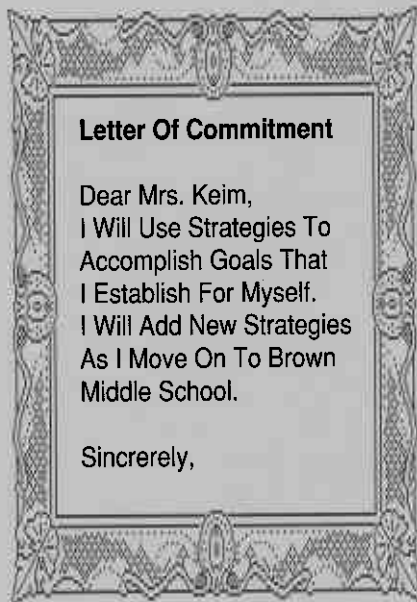 Letter Of Commitment
Dear Mrs. Keim,
I Will Use Strategies To
Accomplish Goals That
I Establish For Myself.
I Will Add New Strategies
As I Move On To Brown
Middle School.
Sincrerely,